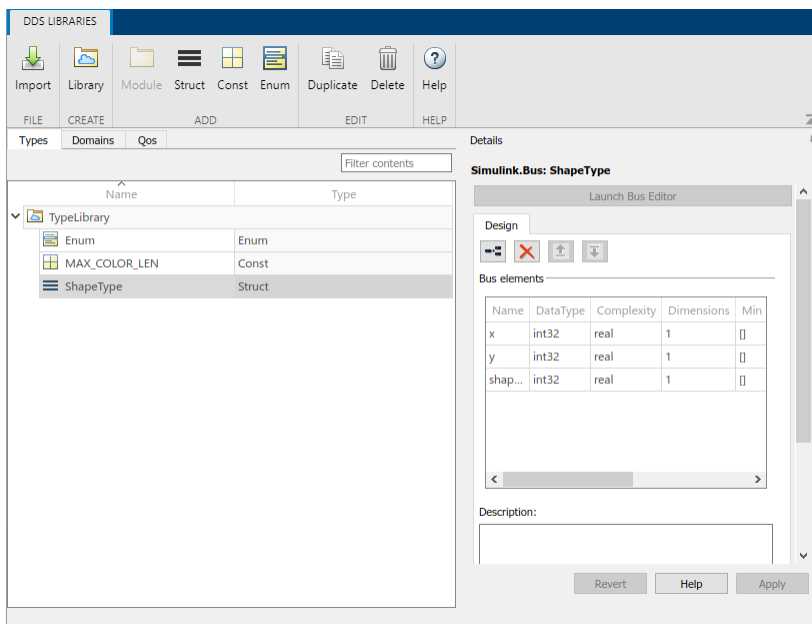 DDS LIBRARIES
Import Library Module Struct Const Enum Duplicate Delete Help
FILE CREATE ADD EDIT HELP
Types Domains Qos
Filter contents
Name Type
TypeLibrary
Enum Enum
MAX_COLOR_LEN Const
ShapeType Struct
Details
Simulink.Bus: ShapeType
Launch Bus Editor
Design
Bus elements
Name DataType Complexity Dimensions Min
x int32 real 1 []
y int32 real 1 []
shap... int32 real 1 []
Description:
Revert Help Apply